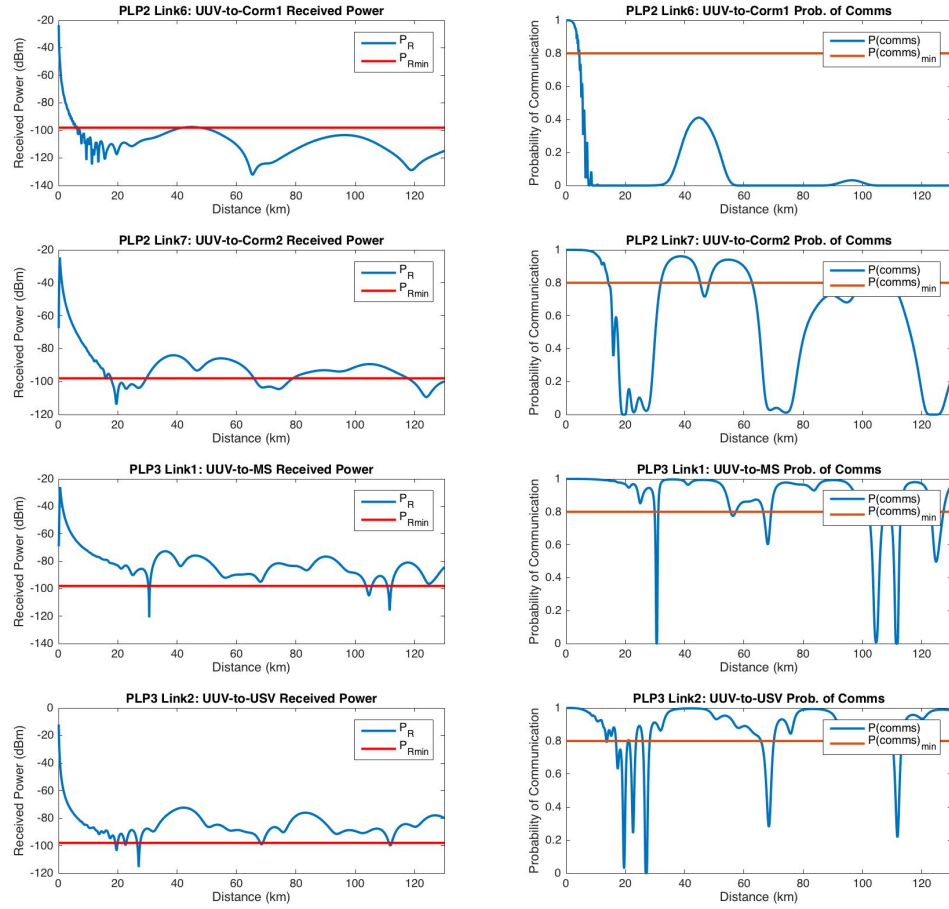 PLP2 Link6: UUV-to-Corm1 Received Power
Received Power (dBm)
-20
-40
-60
-80
-100
-120
-140
0 20 40 60 80 100 120
Distance (km)
P_R
P_Rmin
PLP2 Link6: UUV-to-Corm1 Prob. of Comms
Probability of Communication
1
0.8
0.6
0.4
0.2
0
0 20 40 60 80 100 120
Distance (km)
P(comms)
P(comms)_min
PLP2 Link7: UUV-to-Corm2 Received Power
Received Power (dBm)
-20
-40
-60
-80
-100
-120
0 20 40 60 80 100 120
Distance (km)
P_R
P_Rmin
PLP2 Link7: UUV-to-Corm2 Prob. of Comms
Probability of Communication
1
0.8
0.6
0.4
0.2
0
0 20 40 60 80 100 120
Distance (km)
P(comms)
P(comms)_min
PLP3 Link1: UUV-to-MS Received Power
Received Power (dBm)
-20
-40
-60
-80
-100
-120
-140
0 20 40 60 80 100 120
Distance (km)
P_R
P_Rmin
PLP3 Link1: UUV-to-MS Prob. of Comms
Probability of Communication
1
0.8
0.6
0.4
0.2
0
0 20 40 60 80 100 120
Distance (km)
P(comms)
P(comms)_min
PLP3 Link2: UUV-to-USV Received Power
Received Power (dBm)
0
-20
-40
-60
-80
-100
-120
0 20 40 60 80 100 120
Distance (km)
P_R
P_Rmin
PLP3 Link2: UUV-to-USV Prob. of Comms
Probability of Communication
1
0.8
0.6
0.4
0.2
0
0 20 40 60 80 100 120
Distance (km)
P(comms)
P(comms)_min